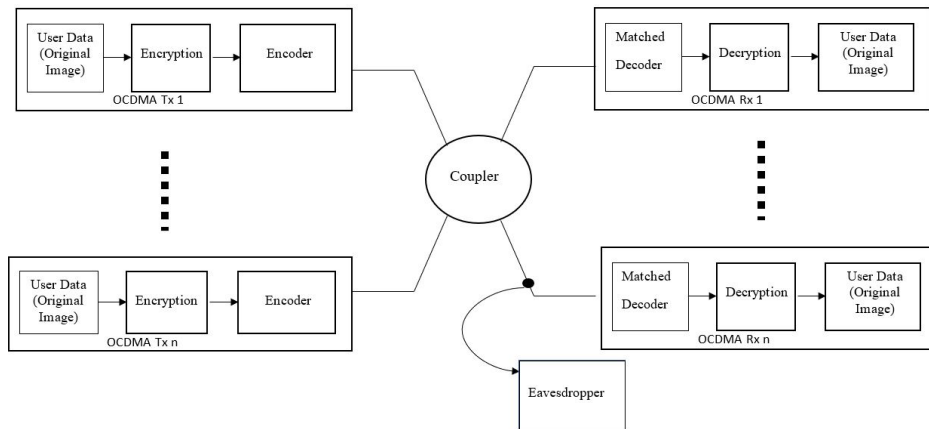 User Data
(Original
Image)
Encryption
Encoder
OCDMA Tx 1
Matched
Decoder
Decryption
User Data
(Original
Image)
OCDMA Rx 1
Coupler
User Data
(Original
Image)
Encryption
Encoder
OCDMA Tx n
Matched
Decoder
Decryption
User Data
(Original
Image)
OCDMA Rx n
Eavesdropper